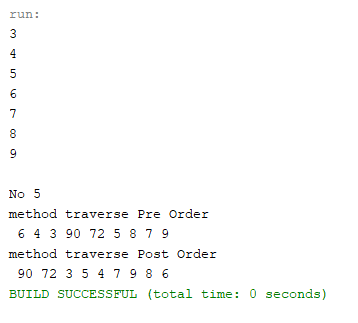 run:
3
4
5
6
7
8
9
No 5
method traverse Pre Order
6 4 3 90 72 5 8 7 9
method traverse Post Order
90 72 3 5 4 7 9 8 6
BUILD SUCCESSFUL (total time: 0 seconds)